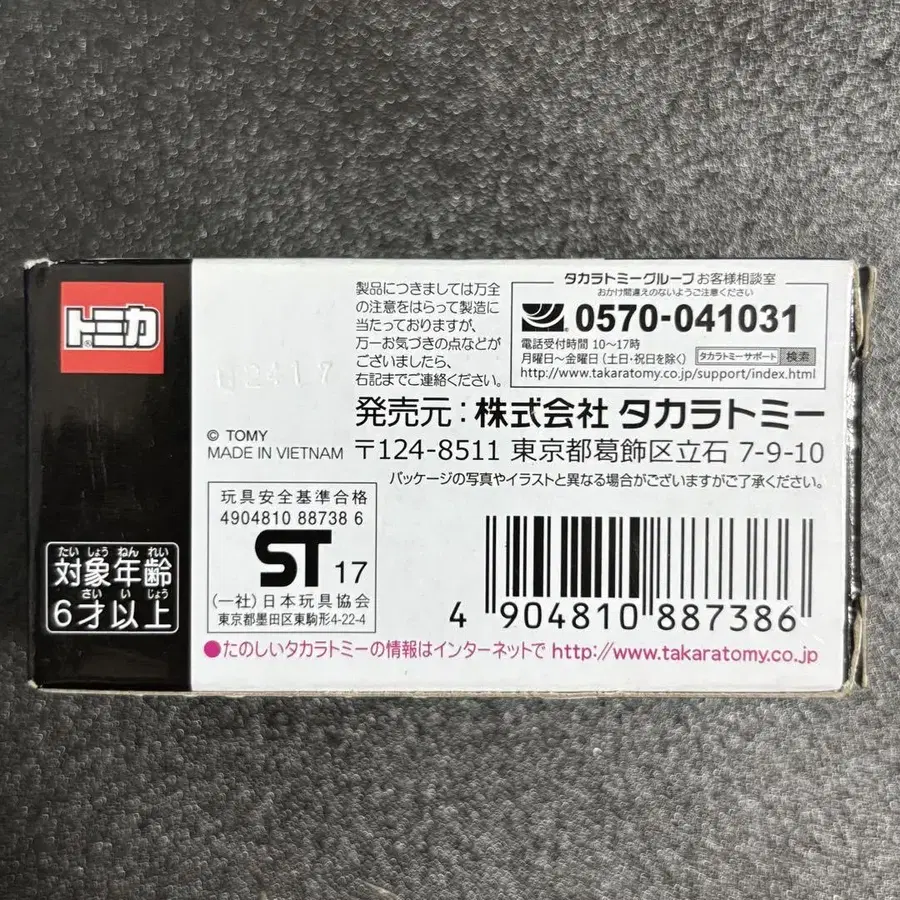 トミカ
®
製品につきましては万全
の注意をはらって製造に
当たっておりますが、
万一お気づきの点などが
ございましたら、
右記までご連絡ください。
タカラトミーグループ お客様相談室
おかけ間違えのないようご注意ください
0570-041031
電話受付時間 10〜17時
月曜日〜金曜日（土日・祝日を除く） タカラトミーサポート 検索
http://www.takaratomy.co.jp/support/index.html
発売元：株式会社 タカラトミー
〒124-8511 東京都葛飾区立石 7-9-10
© TOMY
MADE IN VIETNAM
パッケージの写真やイラストと異なる場合がございますがご了承ください。
玩具安全基準合格
4904810 88738 6
ST 17
(一社) 日本玩具協会
東京都墨田区東駒形4-22-4
たい しょう ねん れい
対象年齢
さい い じょう
6才以上
4 904810 887386
●たのしいタカラトミーの情報はインターネットで http://www.takaratomy.co.jp